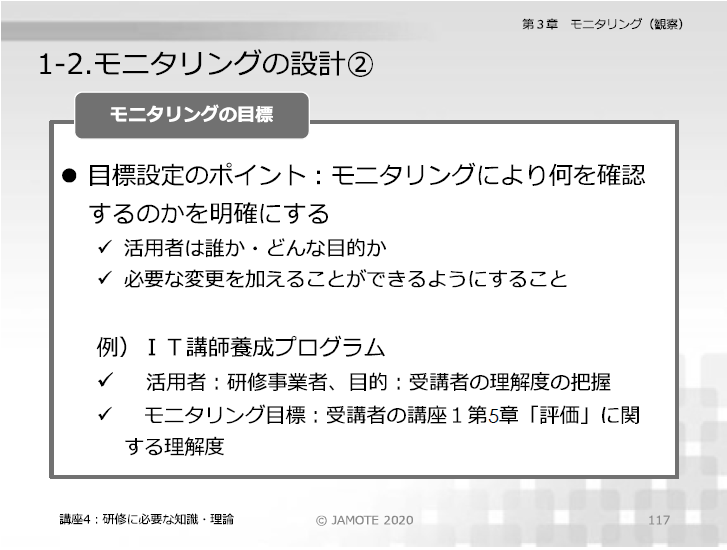 第３章　モニタリング（観察）
1-2.モニタリングの設計②
モニタリングの目標
● 目標設定のポイント：モニタリングにより何を確認
するのかを明確にする
✓ 活用者は誰か・どんな目的か
✓ 必要な変更を加えることができるようにすること
例）ＩＴ講師養成プログラム
✓ 活用者：研修事業者、目的：受講者の理解度の把握
✓ モニタリング目標：受講者の講座１第5章「評価」に関
する理解度
講座4：研修に必要な知識・理論
© JAMOTE 2020
117